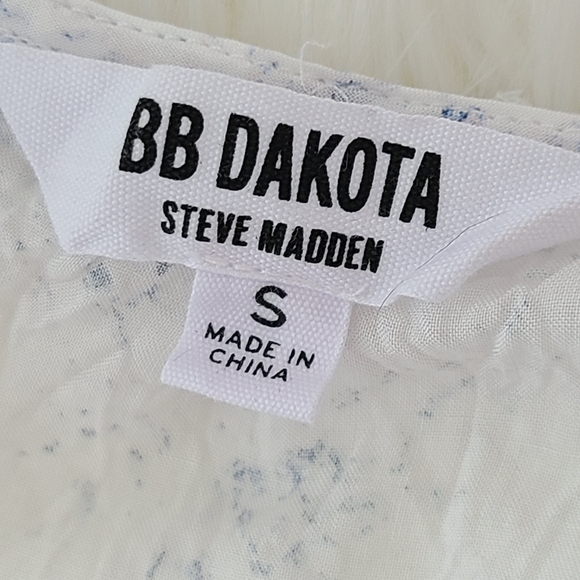 BB DAKOTA
STEVE MADDEN
S
MADE IN
CHINA